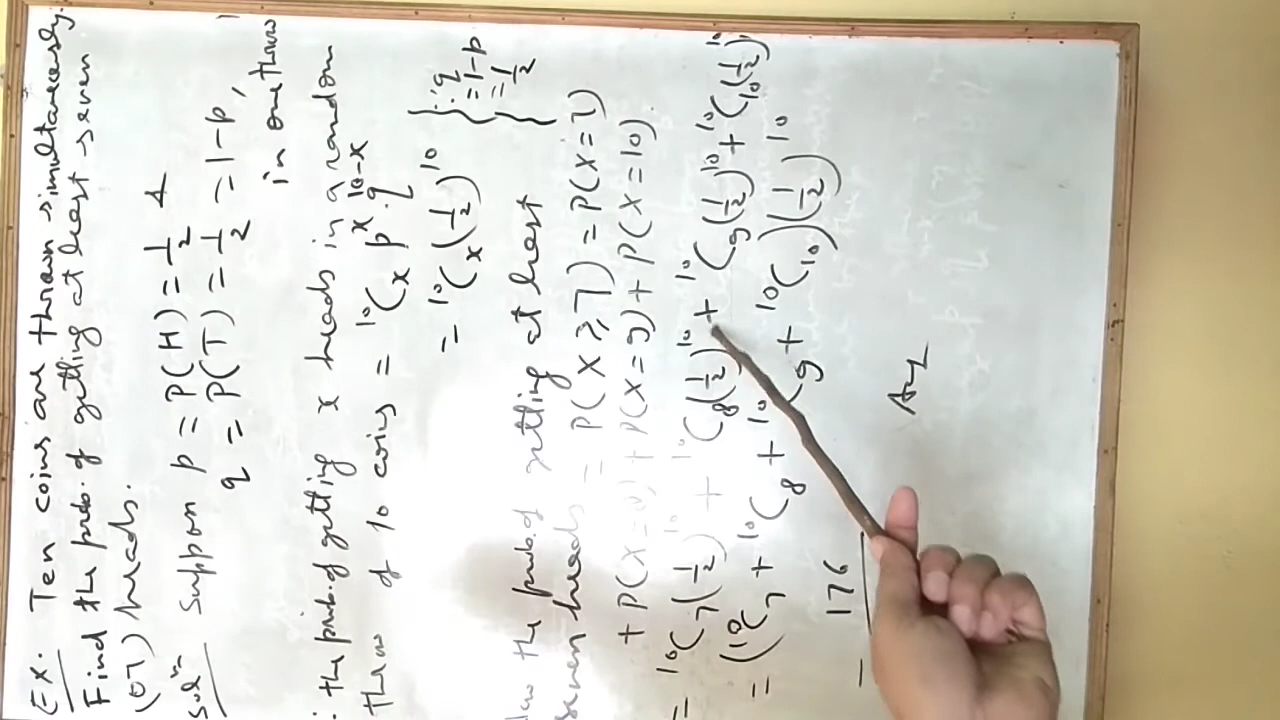 Ex. Ten coins are thrown simultaneously.
Find the prob. of getting at least seven
(07) heads.
Solⁿ Suppon p = P(H) = 1/2 &
q = P(T) = 1/2 = 1-p,
in one throw
: the prob. of getting x heads in a random
throw of 10 coins = ¹⁰Cₓ pˣ q¹⁰⁻ˣ
= ¹⁰Cₓ (1/2)¹⁰ {∵ q = 1-p = 1/2}
the prob. of getting at least
seven heads = P(X ≥ 7) = P(X=7)
+ P(X=8) + P(X=9) + P(X=10).
= ¹⁰C₇ (1/2)¹⁰ + ¹⁰C₈ (1/2)¹⁰ + ¹⁰C₉ (1/2)¹⁰ + ¹⁰C₁₀ (1/2)¹⁰
= (¹⁰C₇ + ¹⁰C₈ + ¹⁰C₉ + ¹⁰C₁₀) (1/2)¹⁰
= 176